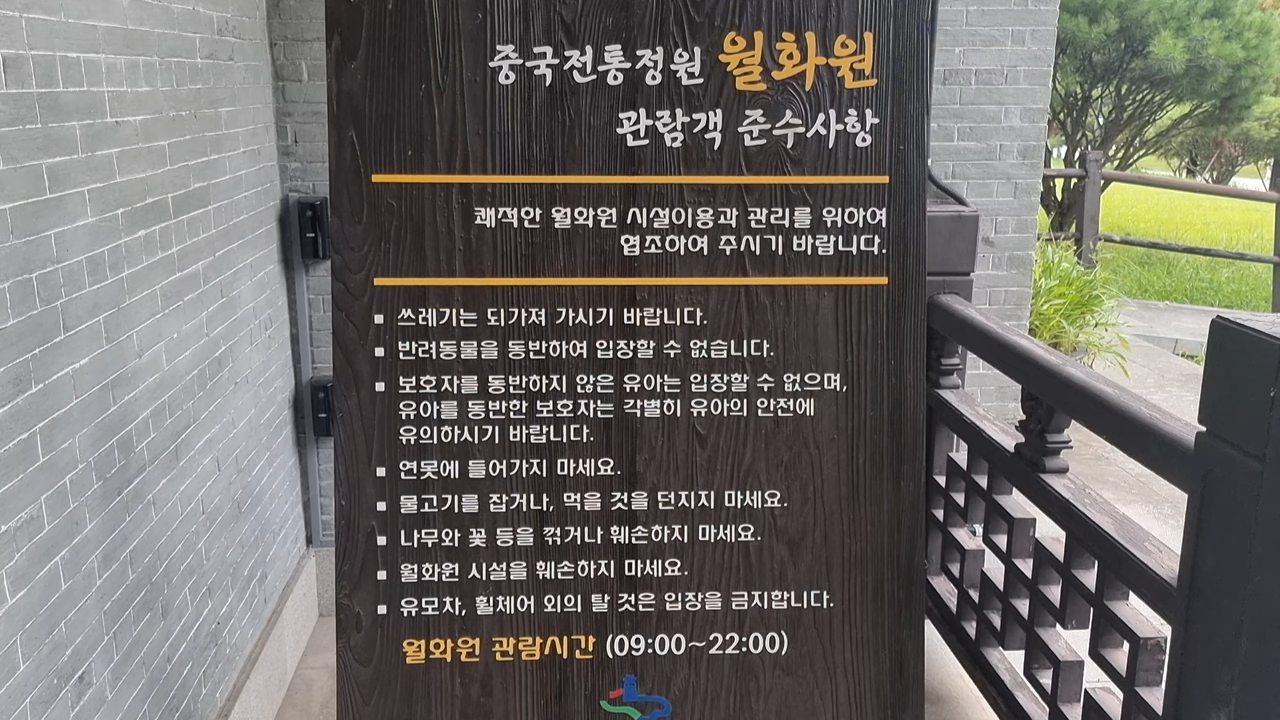 중국전통정원 월화원
관람객 준수사항
쾌적한 월화원 시설이용과 관리를 위하여
협조하여 주시기 바랍니다.
▪ 쓰레기는 되가져 가시기 바랍니다.
▪ 반려동물을 동반하여 입장할 수 없습니다.
▪ 보호자를 동반하지 않은 유아는 입장할 수 없으며,
유아를 동반한 보호자는 각별히 유아의 안전에
유의하시기 바랍니다.
▪ 연못에 들어가지 마세요.
▪ 물고기를 잡거나, 먹을 것을 던지지 마세요.
▪ 나무와 꽃 등을 꺾거나 훼손하지 마세요.
▪ 월화원 시설을 훼손하지 마세요.
▪ 유모차, 휠체어 외의 탈 것은 입장을 금지합니다.
월화원 관람시간 (09:00~22:00)